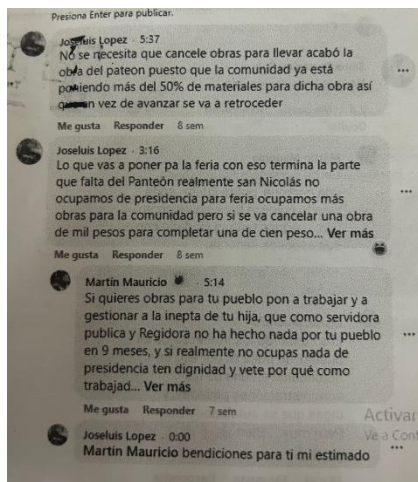 Presiona Enter para publicar.
Joseluis Lopez · 5:37
No se necesita que cancele obras para llevar acabó la
obra del pateon puesto que la comunidad ya está
poniendo más del 50% de materiales para dicha obra así
en vez de avanzar se va a retroceder
Me gusta Responder 8 sem
Joseluis Lopez · 3:16
Lo que vas a poner pa la feria con eso termina la parte
que falta del Panteón realmente san Nicolás no
ocupamos de presidencia para feria ocupamos más
obras para la comunidad pero si se va cancelar una obra
de mil pesos para completar una de cien peso... Ver más
Me gusta Responder 8 sem
Martín Mauricio · 5:14
Si quieres obras para tu pueblo pon a trabajar y a
gestionar a la inepta de tu hija, que como servidora
publica y Regidora no ha hecho nada por tu pueblo
en 9 meses, y si realmente no ocupas nada de
presidencia ten dignidad y vete por qué como
trabajad... Ver más
Me gusta Responder 7 sem
Activar
Joseluis Lopez · 0:00
Ve a Con
Martín Mauricio bendiciones para ti mi estimado